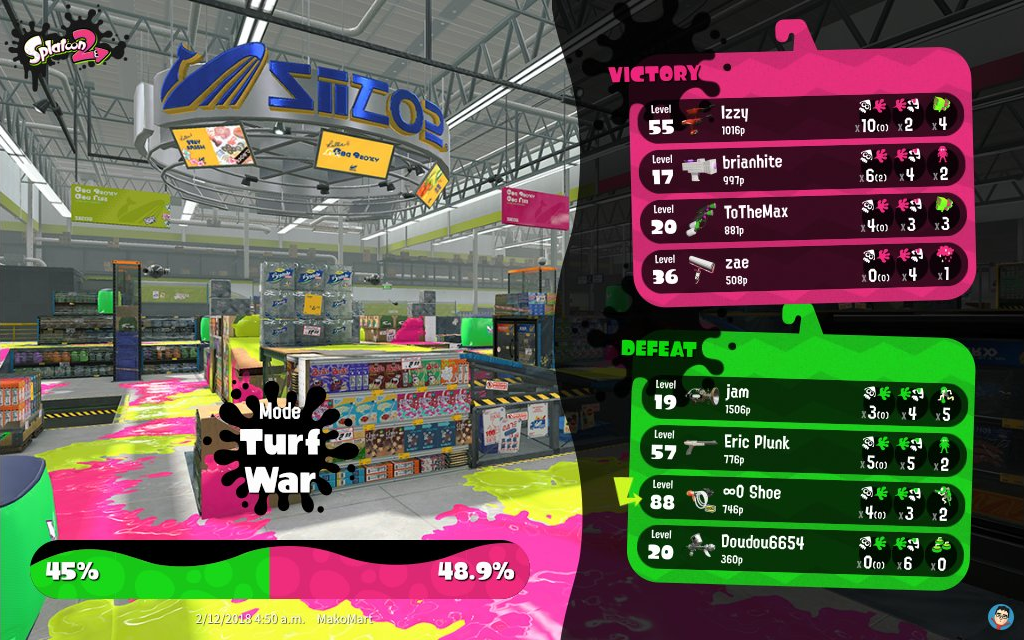 Splatoon 2
VICTORY
Level 55 Izzy 1016p x10(0) x2 x4
Level 17 brianhite 997p x6(2) x4 x2
Level 20 ToTheMax 881p x4(0) x3 x3
Level 36 zae 508p x0(0) x4 x1
DEFEAT
Level 19 jam 1506p x3(0) x4 x5
Level 57 Eric Plunk 776p x5(0) x5 x2
Level 88 ∞0 Shoe 746p x4(0) x3 x2
Level 20 Doudou6654 360p x0(0) x6 x0
Mode
Turf
War
45% 48.9%
2/12/2018 4:50 a.m. MakoMart